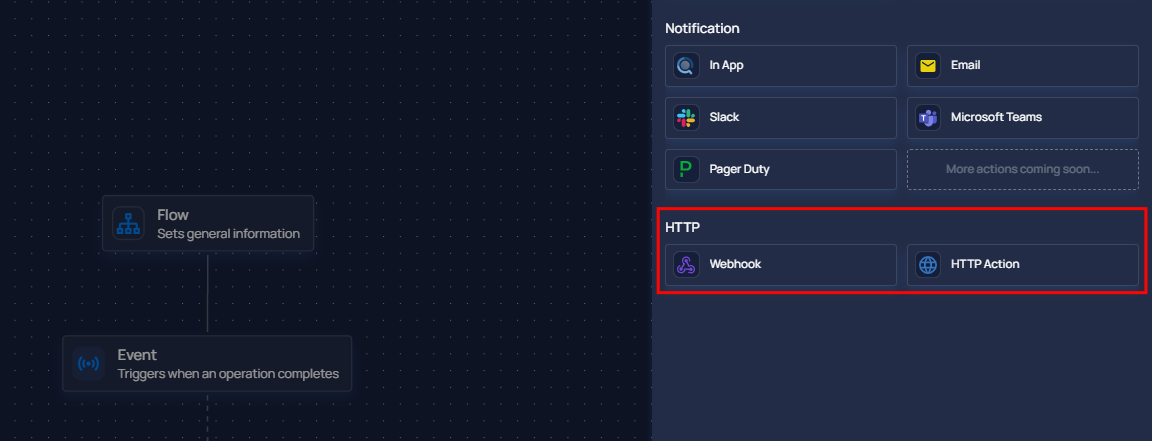 Notification
In App
Email
Slack
Microsoft Teams
Pager Duty
More actions coming soon...
HTTP
Webhook
HTTP Action
Flow
Sets general information
Event
Triggers when an operation completes